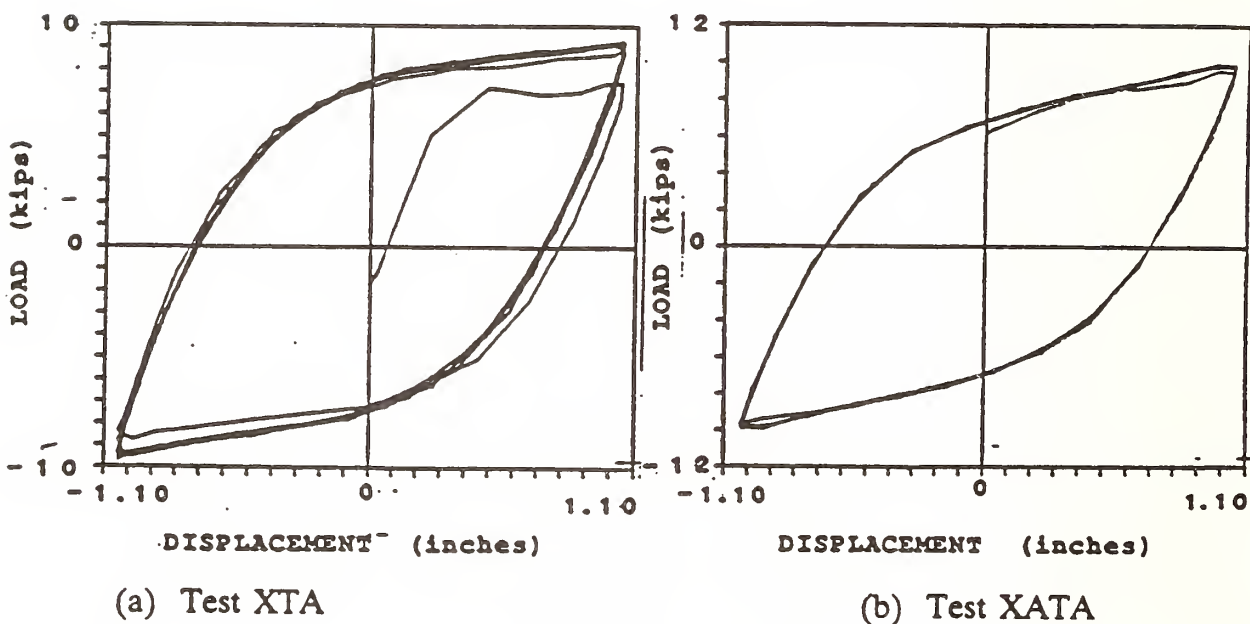 10
LOAD (kips)
0
-10
-1.10
0
1.10
DISPLACEMENT (inches)
(a) Test XTA
12
LOAD (kips)
0
-12
-1.10
0
1.10
DISPLACEMENT (inches)
(b) Test XATA